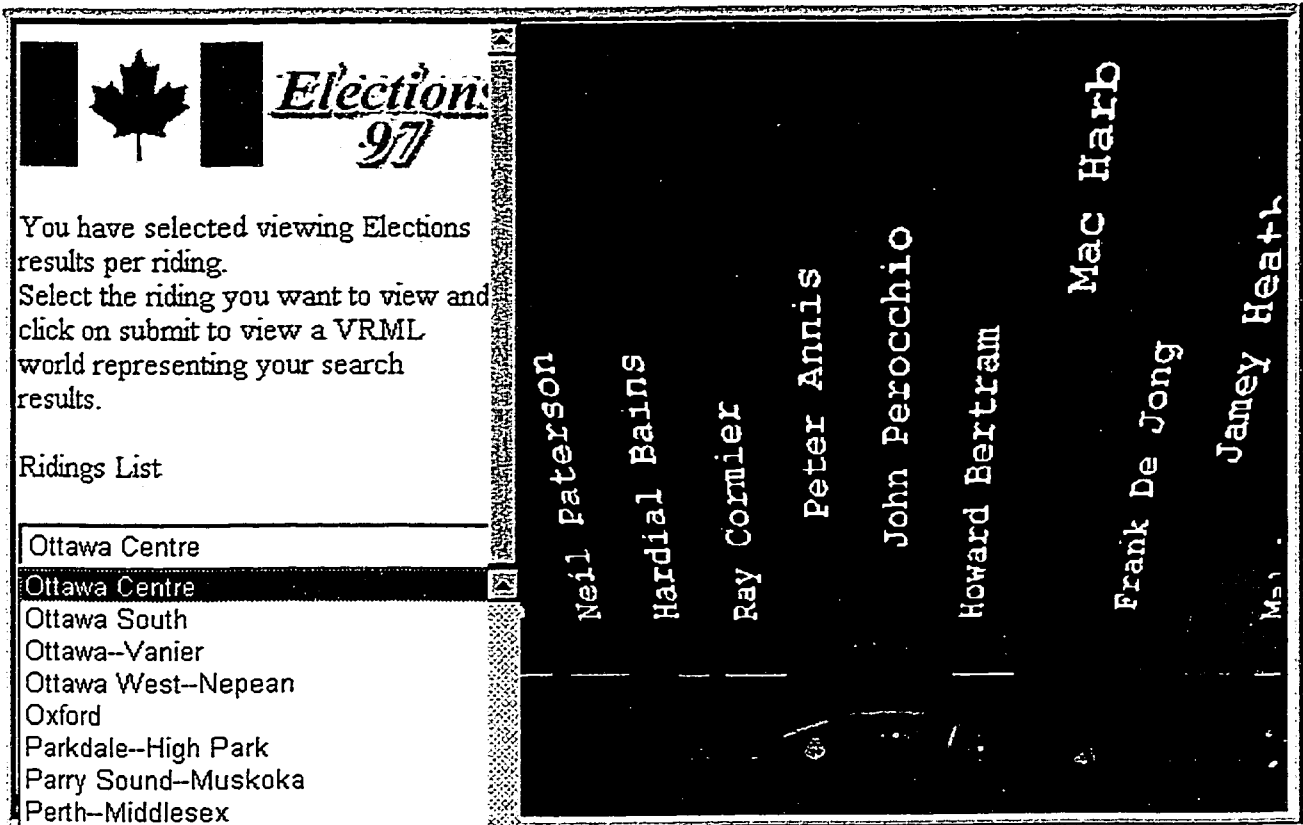 Elections
97
You have selected viewing Elections
results per riding.
Select the riding you want to view and
click on submit to view a VRML
world representing your search
results.
Ridings List
Ottawa Centre
Ottawa Centre
Ottawa South
Ottawa--Vanier
Ottawa West--Nepean
Oxford
Parkdale--High Park
Parry Sound--Muskoka
Perth--Middlesex
Neil Paterson
Hardial Bains
Ray Cormier
Peter Annis
John Perocchio
Howard Bertram
Mac Harb
Frank De Jong
Jamey Heath